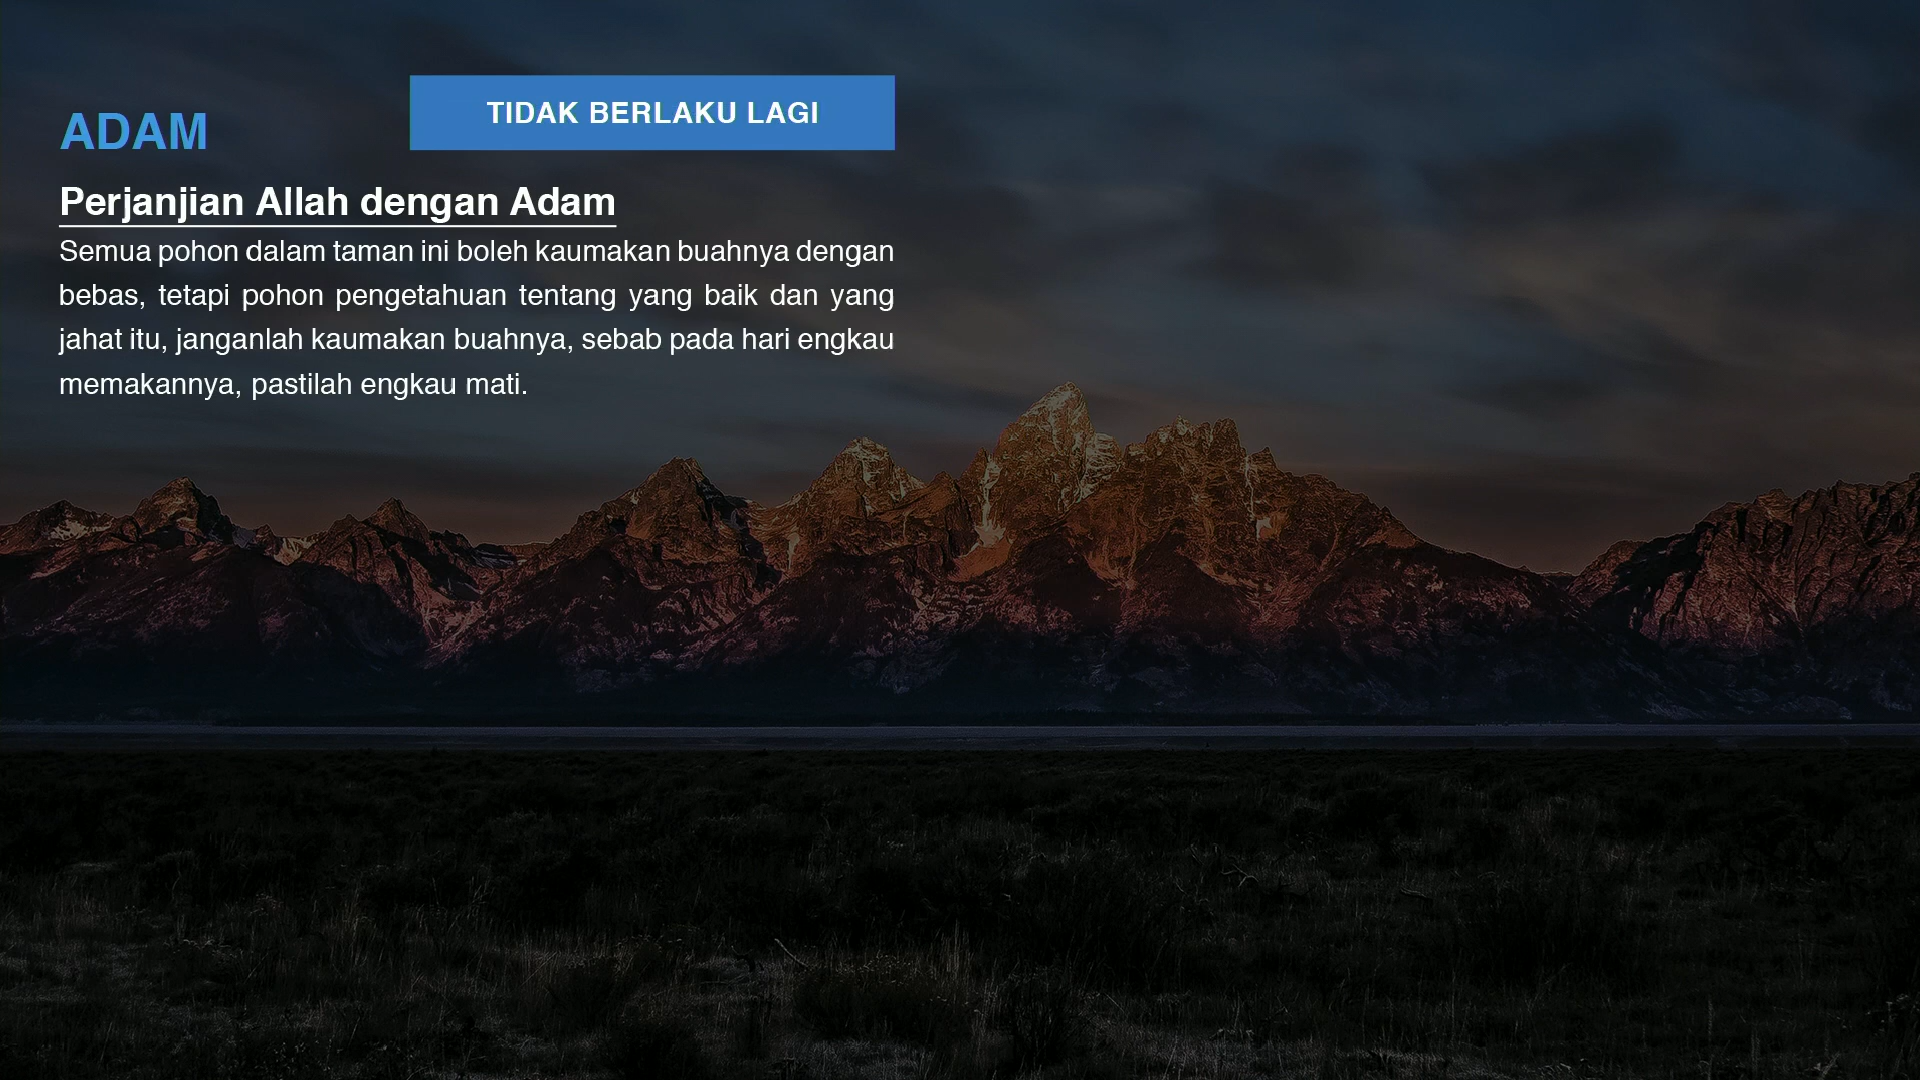 TIDAK BERLAKU LAGI
ADAM
Perjanjian Allah dengan Adam
Semua pohon dalam taman ini boleh kaumakan buahnya dengan
bebas, tetapi pohon pengetahuan tentang yang baik dan yang
jahat itu, janganlah kaumakan buahnya, sebab pada hari engkau
memakannya, pastilah engkau mati.